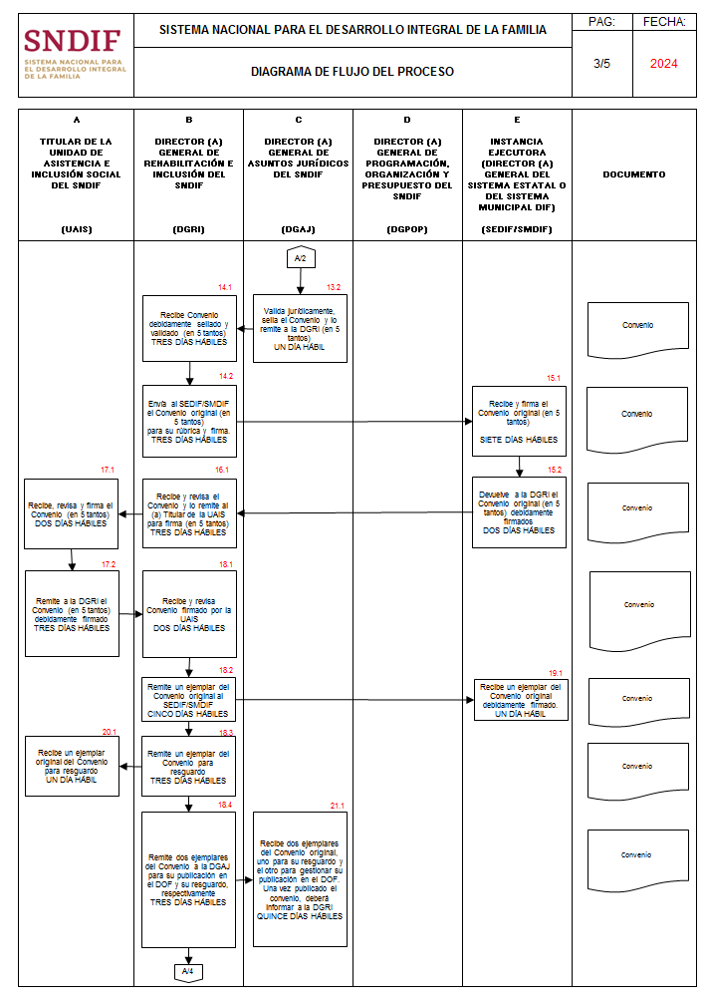 SNDIF
SISTEMA NACIONAL PARA
EL DESARROLLO INTEGRAL
DE LA FAMILIA
SISTEMA NACIONAL PARA EL DESARROLLO INTEGRAL DE LA FAMILIA
DIAGRAMA DE FLUJO DEL PROCESO
PAG:
FECHA:
3/5
2024
A
TITULAR DE LA
UNIDAD DE
ASISTENCIA E
INCLUSIÓN SOCIAL
DEL SNDIF
(UAIS)
B
DIRECTOR (A)
GENERAL DE
REHABILITACIÓN E
INCLUSIÓN DEL
SNDIF
(DGRI)
C
DIRECTOR (A)
GENERAL DE
ASUNTOS JURÍDICOS
DEL SNDIF
(DGAJ)
D
DIRECTOR (A)
GENERAL DE
PROGRAMACIÓN,
ORGANIZACIÓN Y
PRESUPUESTO DEL
SNDIF
(DGPOP)
E
INSTANCIA
EJECUTORA
(DIRECTOR (A)
GENERAL DEL
SISTEMA ESTATAL O
DEL SISTEMA
MUNICIPAL DIF)
(SEDIF/SMDIF)
DOCUMENTO
A/2
13.2
Valida jurídicamente,
sella el Convenio y lo
remite a la DGRI (en 5
tantos)
UN DÍA HÁBIL
14.1
Recibe Convenio
debidamente sellado y
validado (en 5 tantos)
TRES DÍAS HÁBILES
Convenio
14.2
Envía al SEDIF/SMDIF
el Convenio original (en
5 tantos)
para su rúbrica y firma.
TRES DÍAS HÁBILES
15.1
Recibe y firma el
Convenio original (en 5
tantos)
SIETE DÍAS HÁBILES
Convenio
15.2
Devuelve a la DGRI el
Convenio original (en 5
tantos) debidamente
firmados
DOS DÍAS HÁBILES
16.1
Recibe y revisa el
Convenio y lo remite al
(a) Titular de la UAIS
para firma (en 5 tantos)
TRES DÍAS HÁBILES
17.1
Recibe, revisa y firma el
Convenio (en 5 tantos)
DOS DÍAS HÁBILES
Convenio
17.2
Remite a la DGRI el
Convenio (en 5 tantos)
debidamente firmado
TRES DÍAS HÁBILES
18.1
Recibe y revisa
Convenio firmado por la
UAIS
DOS DÍAS HÁBILES
Convenio
18.2
Remite un ejemplar del
Convenio original al
SEDIF/SMDIF
CINCO DÍAS HÁBILES
19.1
Recibe un ejemplar del
Convenio original
debidamente firmado.
UN DÍA HÁBIL
Convenio
18.3
Remite un ejemplar del
Convenio para
resguardo
TRES DÍAS HÁBILES
20.1
Recibe un ejemplar
original del Convenio
para resguardo
UN DÍA HÁBIL
Convenio
18.4
Remite dos ejemplares
del Convenio a la DGAJ
para su publicación en
el DOF y su resguardo,
respectivamente
TRES DÍAS HÁBILES
21.1
Recibe dos ejemplares
del Convenio original,
uno para su resguardo y
el otro para gestionar su
publicación en el DOF.
Una vez publicado el
convenio, deberá
informar a la DGRI
QUINCE DÍAS HÁBILES
Convenio
A/4